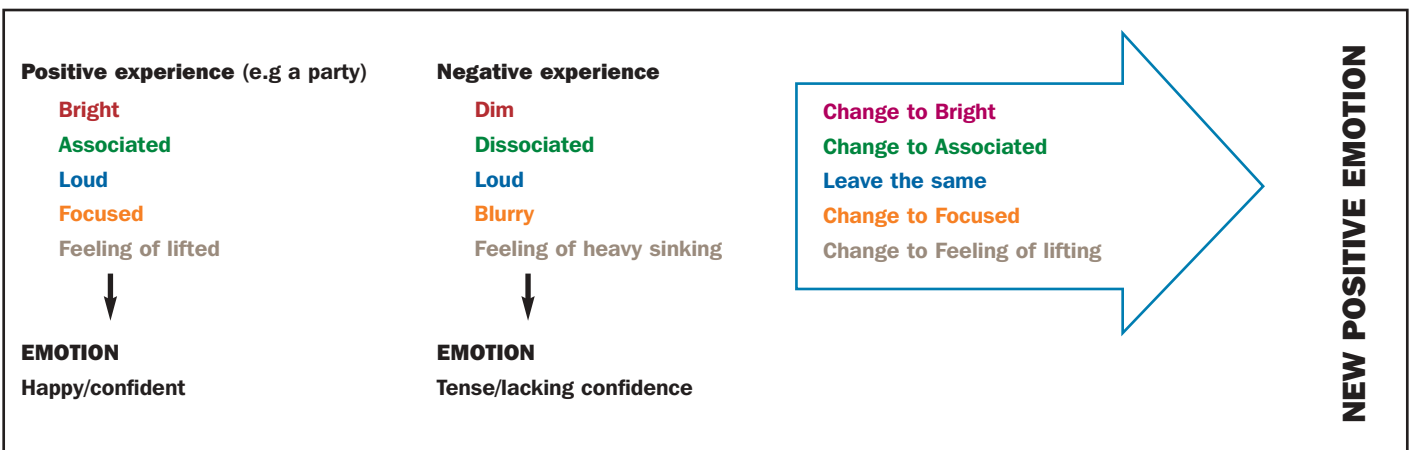 Positive experience (e.g a party)
Bright
Associated
Loud
Focused
Feeling of lifted
EMOTION
Happy/confident
Negative experience
Dim
Dissociated
Loud
Blurry
Feeling of heavy sinking
EMOTION
Tense/lacking confidence
Change to Bright
Change to Associated
Leave the same
Change to Focused
Change to Feeling of lifting
NEW POSITIVE EMOTION